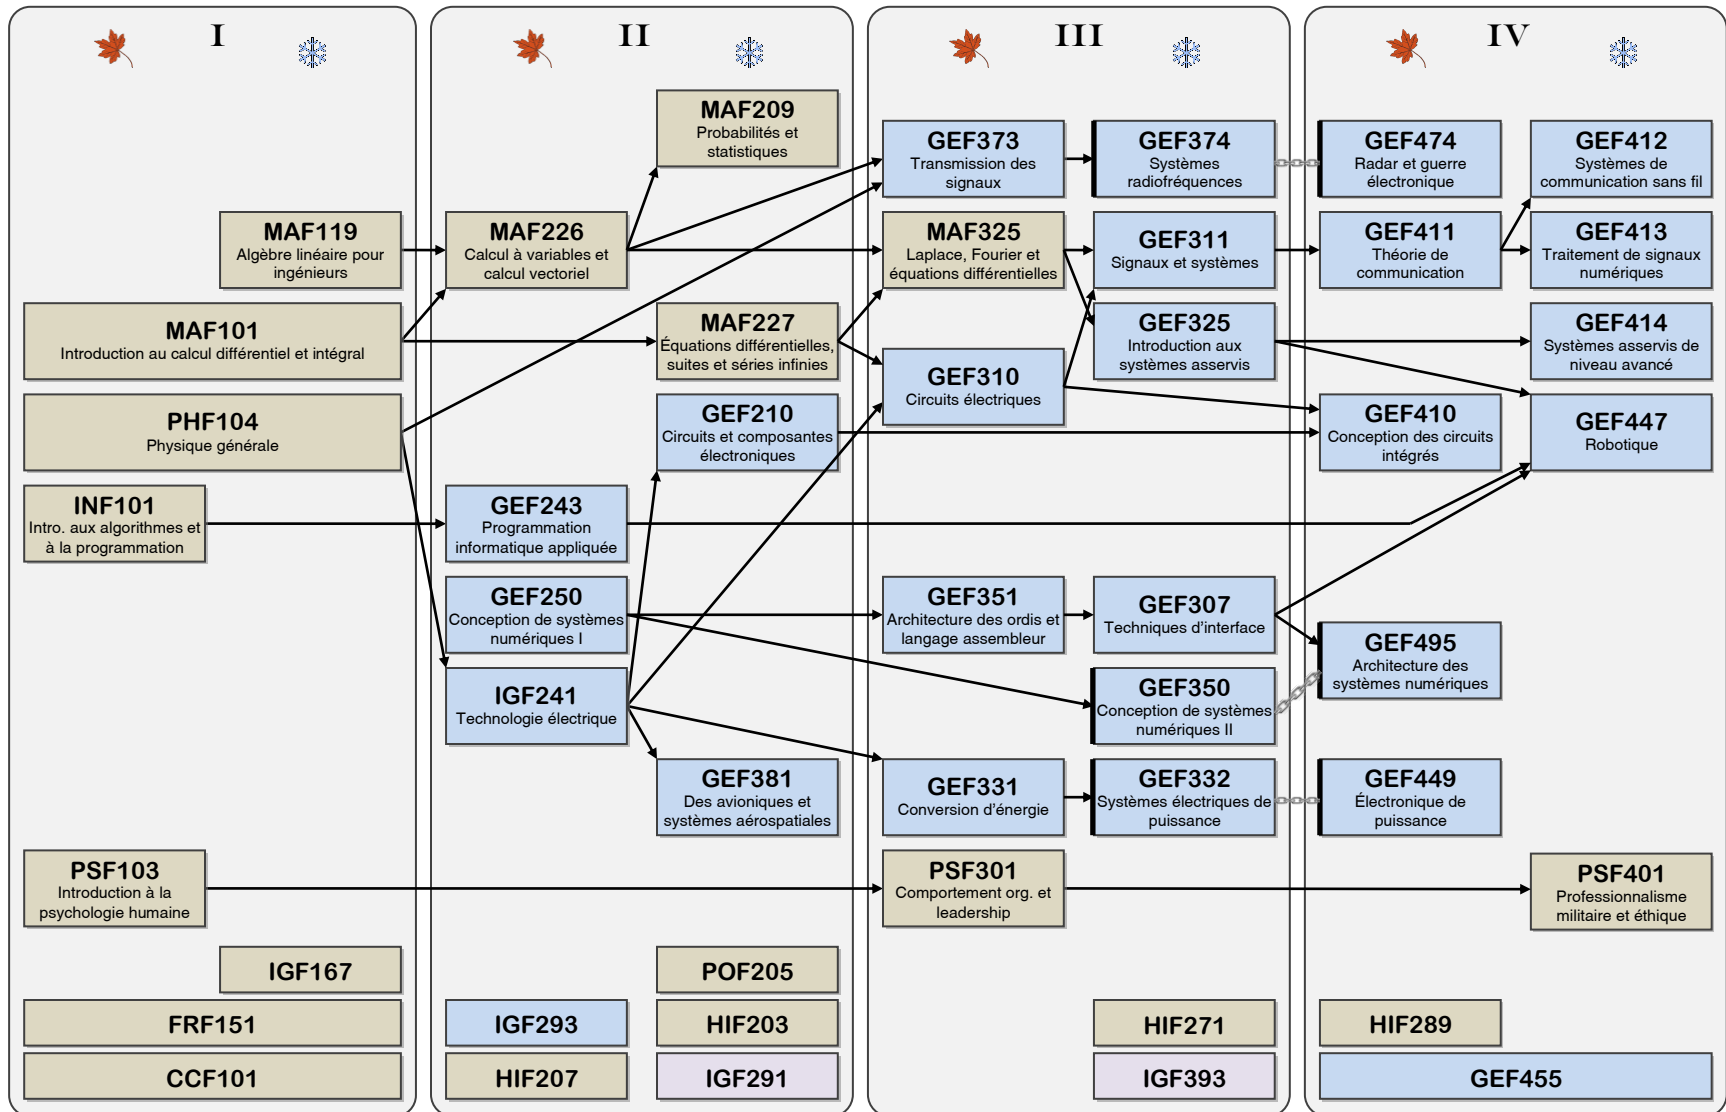 I
II
III
IV
MAF119
Algèbre linéaire pour
ingénieurs
MAF101
Introduction au calcul différentiel et intégral
PHF104
Physique générale
INF101
Intro. aux algorithmes et
à la programmation
PSF103
Introduction à la
psychologie humaine
IGF167
FRF151
CCF101
MAF209
Probabilités et
statistiques
MAF226
Calcul à variables et
calcul vectoriel
MAF227
Équations différentielles,
suites et séries infinies
GEF210
Circuits et composantes
électroniques
GEF243
Programmation
informatique appliquée
GEF250
Conception de systèmes
numériques I
IGF241
Technologie électrique
GEF381
Des avioniques et
systèmes aérospatiales
POF205
IGF293
HIF203
HIF207
IGF291
GEF373
Transmission des
signaux
GEF374
Systèmes
radiofréquences
MAF325
Laplace, Fourier et
équations différentielles
GEF311
Signaux et systèmes
GEF325
Introduction aux
systèmes asservis
GEF310
Circuits électriques
GEF351
Architecture des ordis et
langage assembleur
GEF307
Techniques d'interface
GEF350
Conception de systèmes
numériques II
GEF331
Conversion d'énergie
GEF332
Systèmes électriques de
puissance
PSF301
Comportement org. et
leadership
HIF271
IGF393
GEF474
Radar et guerre
électronique
GEF412
Systèmes de
communication sans fil
GEF411
Théorie de
communication
GEF413
Traitement de signaux
numériques
GEF414
Systèmes asservis de
niveau avancé
GEF410
Conception des circuits
intégrés
GEF447
Robotique
GEF495
Architecture des
systèmes numériques
GEF449
Électronique de
puissance
PSF401
Professionnalisme
militaire et éthique
HIF289
GEF455